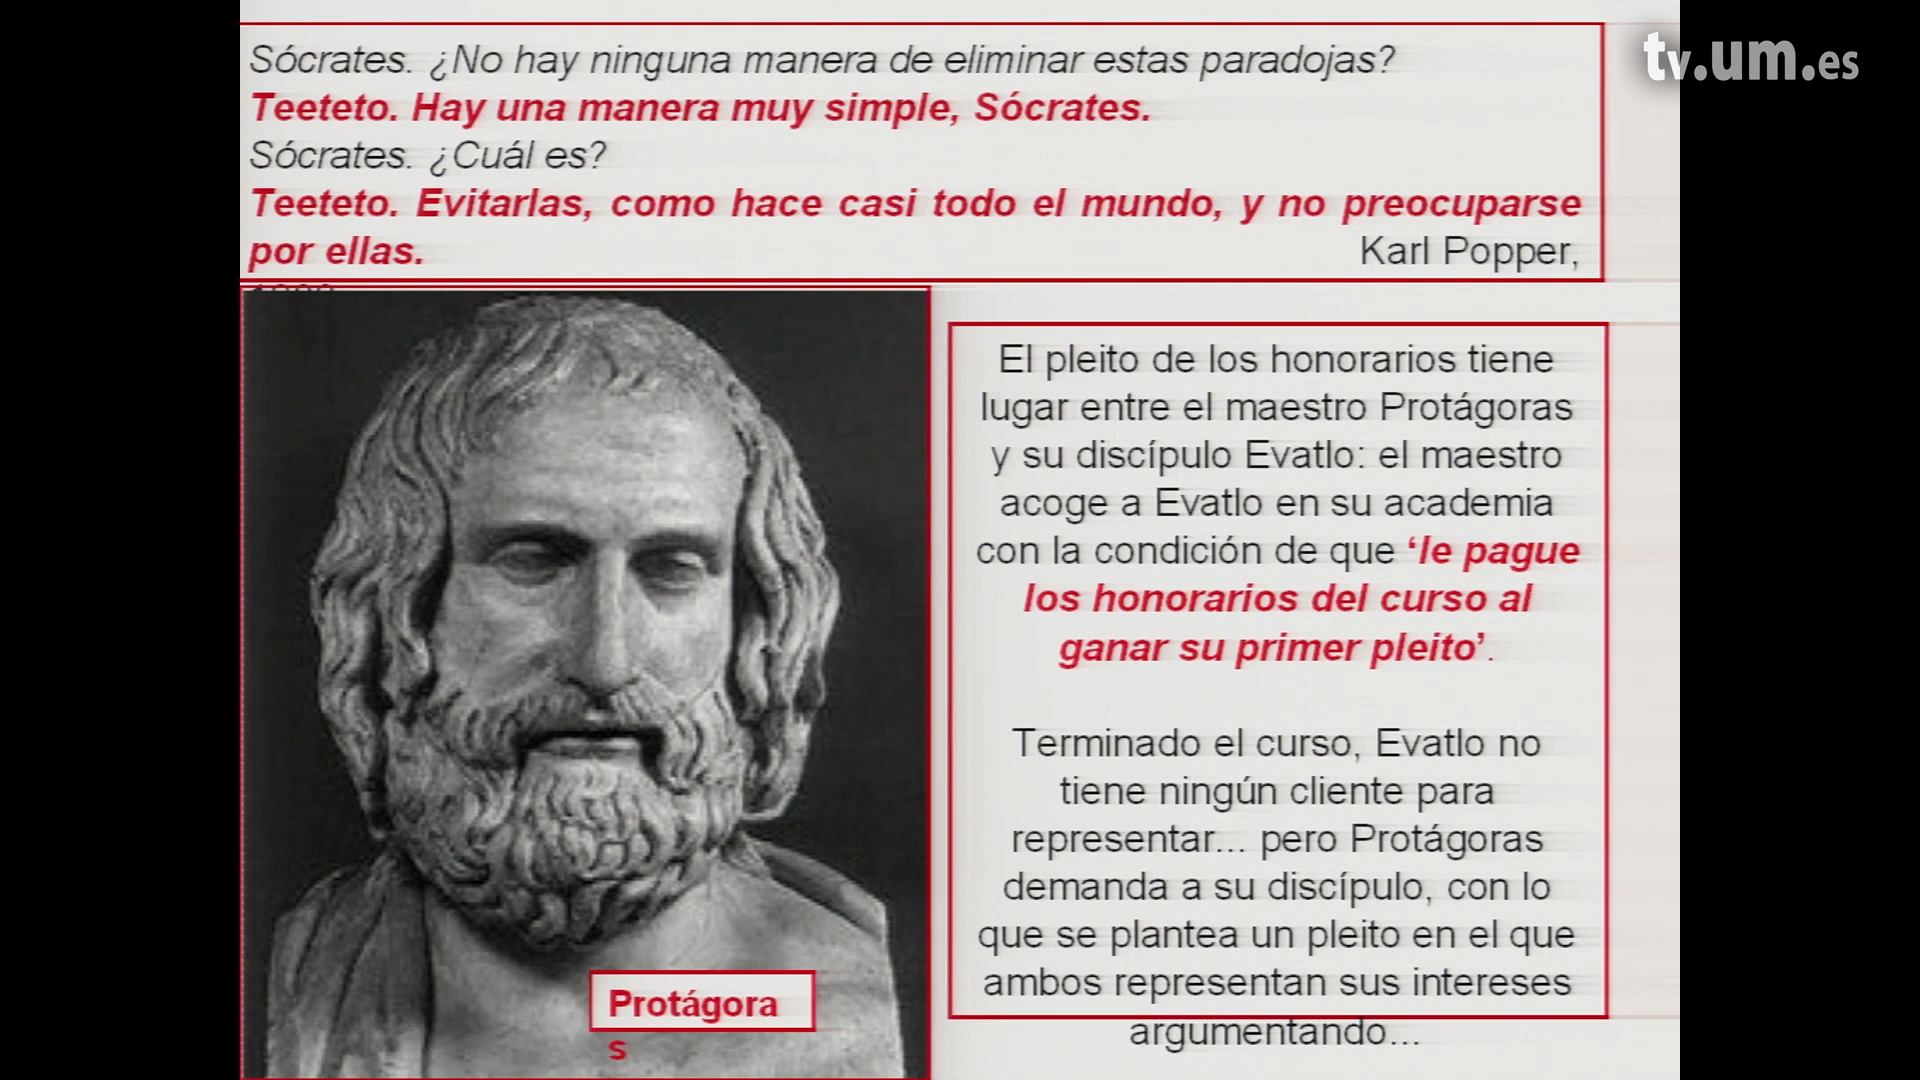 tv.um.es
Sócrates. ¿No hay ninguna manera de eliminar estas paradojas?
Teeteto. Hay una manera muy simple, Sócrates.
Sócrates. ¿Cuál es?
Teeteto. Evitarlas, como hace casi todo el mundo, y no preocuparse
por ellas. Karl Popper,
El pleito de los honorarios tiene
lugar entre el maestro Protágoras
y su discípulo Evatlo: el maestro
acoge a Evatlo en su academia
con la condición de que ‘le pague
los honorarios del curso al
ganar su primer pleito’.
Terminado el curso, Evatlo no
tiene ningún cliente para
representar... pero Protágoras
demanda a su discípulo, con lo
que se plantea un pleito en el que
ambos representan sus intereses
argumentando...
Protágora
s